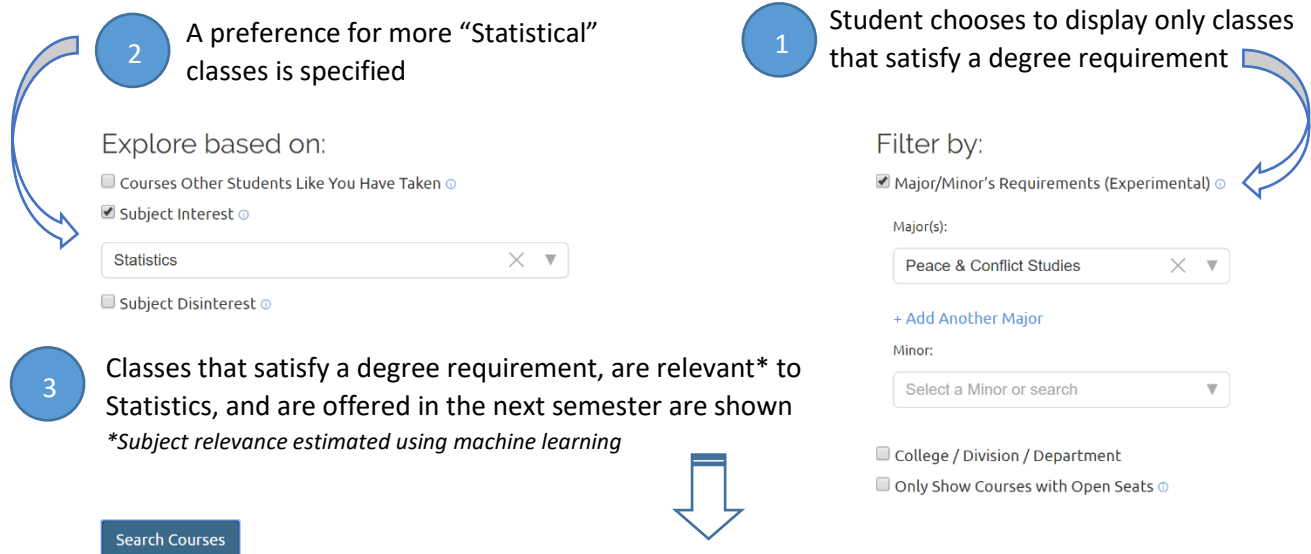 2
A preference for more “Statistical”
classes is specified
1
Student chooses to display only classes
that satisfy a degree requirement
Explore based on:
Courses Other Students Like You Have Taken
Subject Interest
Statistics
Subject Disinterest
Filter by:
Major/Minor's Requirements (Experimental)
Major(s):
Peace & Conflict Studies
+ Add Another Major
Minor:
Select a Minor or search
College / Division / Department
Only Show Courses with Open Seats
3
Classes that satisfy a degree requirement, are relevant* to
Statistics, and are offered in the next semester are shown
*Subject relevance estimated using machine learning
Search Courses